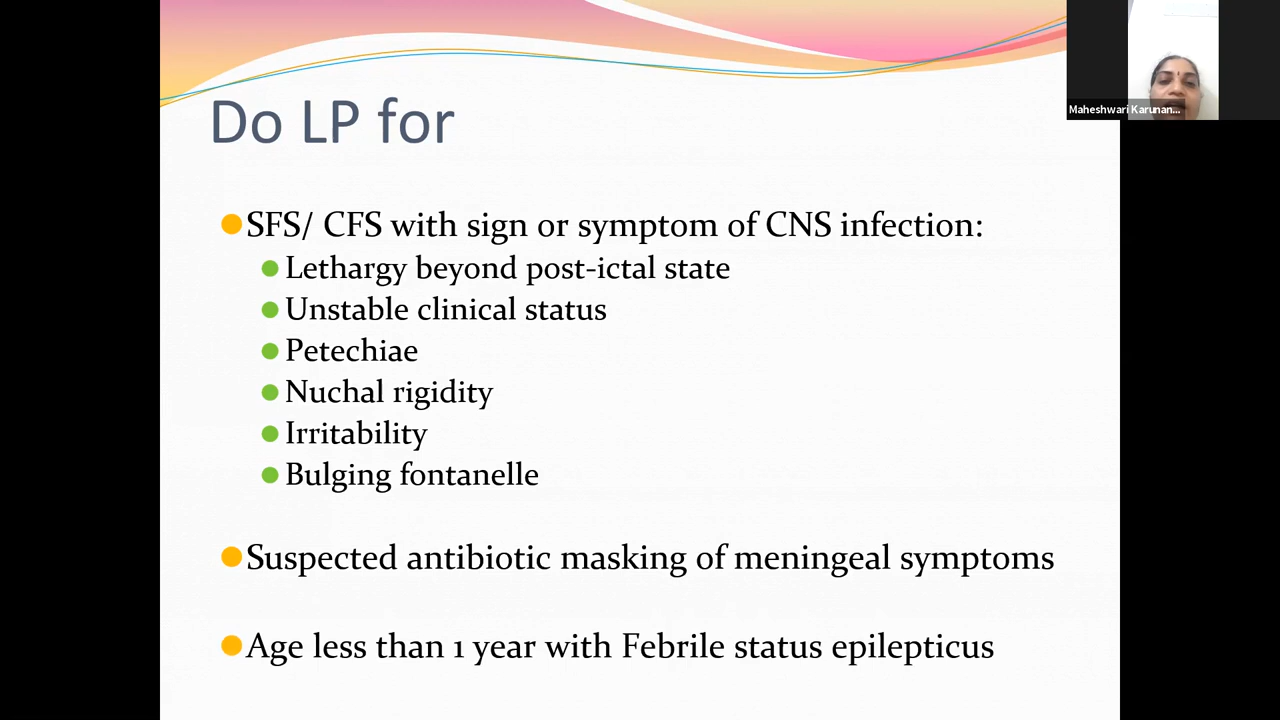 Maheshwari Karunan...
Do LP for
SFS/ CFS with sign or symptom of CNS infection:
Lethargy beyond post-ictal state
Unstable clinical status
Petechiae
Nuchal rigidity
Irritability
Bulging fontanelle
Suspected antibiotic masking of meningeal symptoms
Age less than 1 year with Febrile status epilepticus